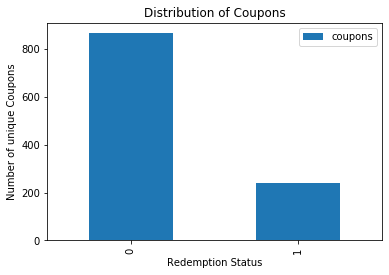 Distribution of Coupons
coupons
Number of unique Coupons
800
600
400
200
0
0
1
Redemption Status